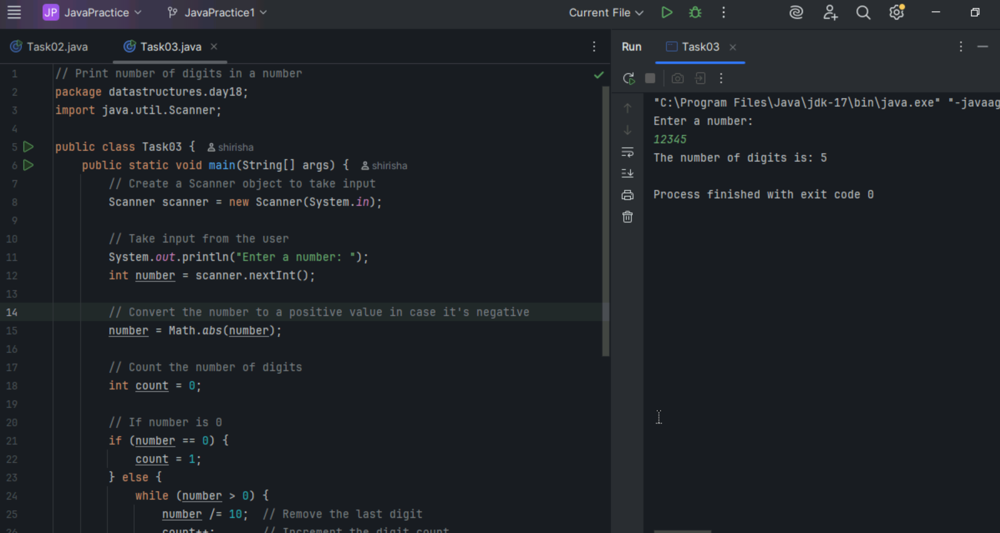 JP JavaPractice JavaPractice1 Current File
Task02.java Task03.java
1 // Print number of digits in a number
2 package datastructures.day18;
3 import java.util.Scanner;
4
5 public class Task03 { shirisha
6 public static void main(String[] args) { shirisha
7 // Create a Scanner object to take input
8 Scanner scanner = new Scanner(System.in);
9
10 // Take input from the user
11 System.out.println("Enter a number: ");
12 int number = scanner.nextInt();
13
14 // Convert the number to a positive value in case it's negative
15 number = Math.abs(number);
16
17 // Count the number of digits
18 int count = 0;
19
20 // If number is 0
21 if (number == 0) {
22 count = 1;
23 } else {
24 while (number > 0) {
25 number /= 10; // Remove the last digit
26 count++; // Increment the digit count
Run Task03
"C:\Program Files\Java\jdk-17\bin\java.exe" "-javaag
Enter a number:
12345
The number of digits is: 5
Process finished with exit code 0